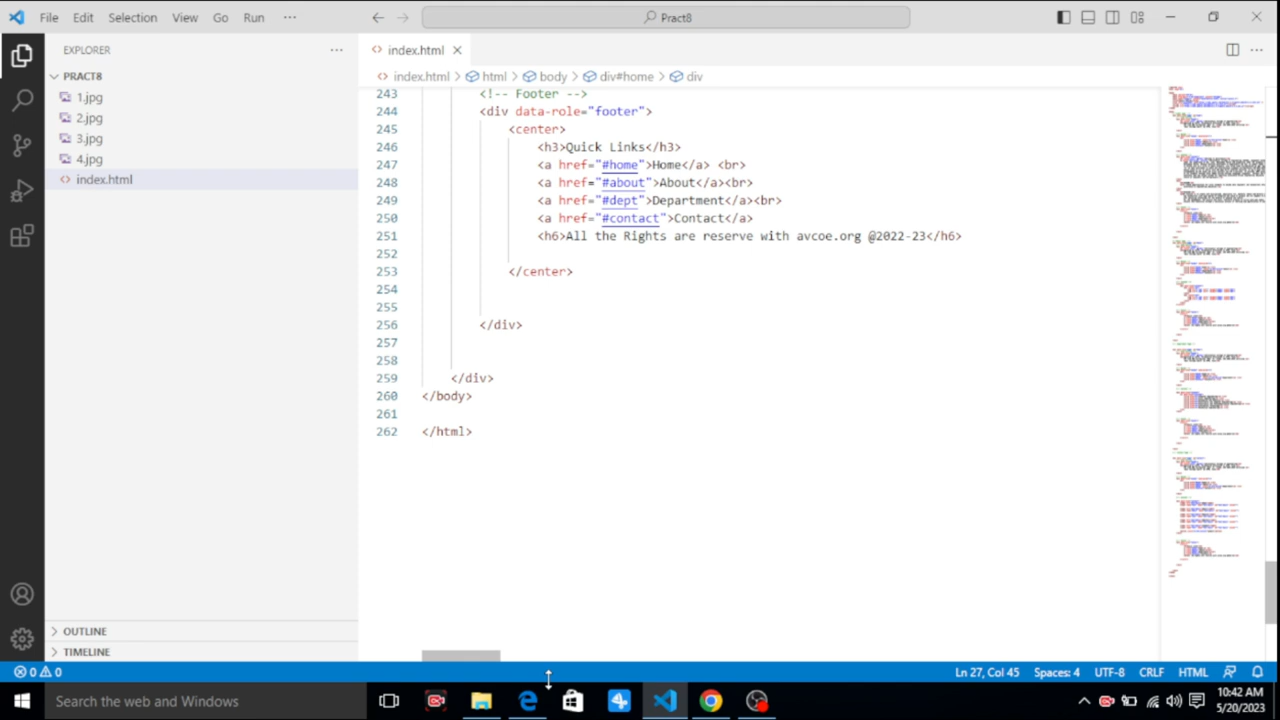 File Edit Selection View Go Run ··· Pract8
EXPLORER ···
index.html
PRACT8
index.html > html > body > div#home > div
1.jpg
2.jpg
3.jpg
4.jpg
index.html
243 <!-- Footer -->
244 <div data-role="footer">
245 <center>
246 <h3>Quick Links</h3>
247 <a href="#home">Home</a> <br>
248 <a href="#about">About</a><br>
249 <a href="#dept">Department</a><br>
250 <a href="#contact">Contact</a>
251 <h6>All the Rights are reserve with avcoe.org @2022-23</h6>
252
253 </center>
254
255
256 </div>
257
258
259 </div>
260 </body>
261
262 </html>
OUTLINE
TIMELINE
0 0 Ln 27, Col 45 Spaces: 4 UTF-8 CRLF HTML
Search the web and Windows
10:42 AM
5/20/2023